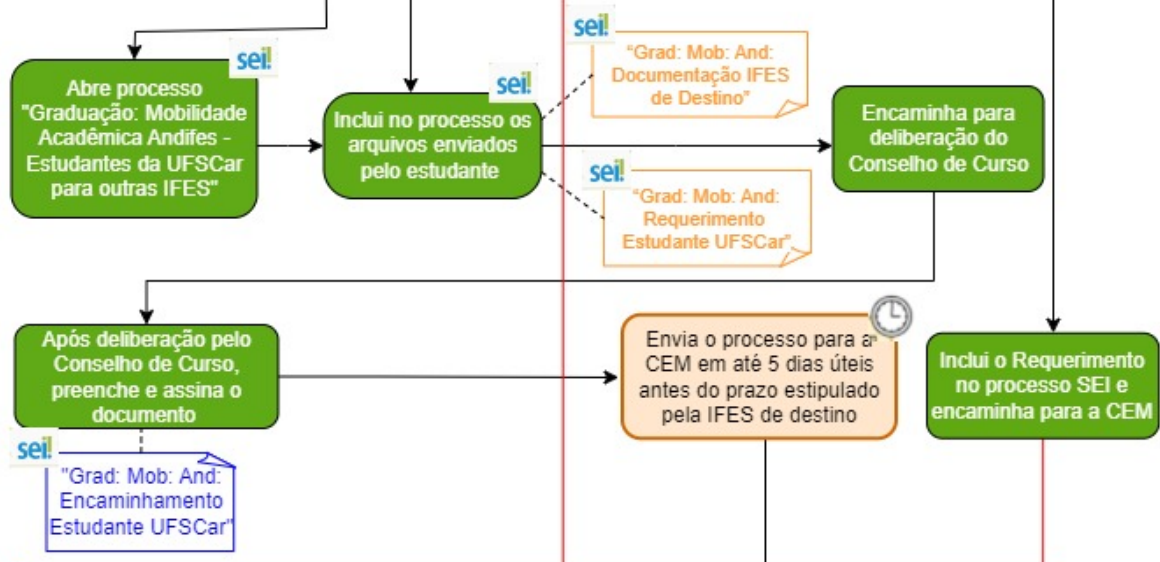 sei!
Abre processo
"Graduação: Mobilidade
Acadêmica Andifes -
Estudantes da UFSCar
para outras IFES"
sei!
Inclui no processo os
arquivos enviados
pelo estudante
sei!
“Grad: Mob: And:
Documentação IFES
de Destino”
sei!
“Grad: Mob: And:
Requerimento
Estudante UFSCar”
Encaminha para
deliberação do
Conselho de Curso
Após deliberação pelo
Conselho de Curso,
preenche e assina o
documento
sei!
"Grad: Mob: And:
Encaminhamento
Estudante UFSCar"
Envia o processo para a
CEM em até 5 dias úteis
antes do prazo estipulado
pela IFES de destino
Inclui o Requerimento
no processo SEI e
encaminha para a CEM